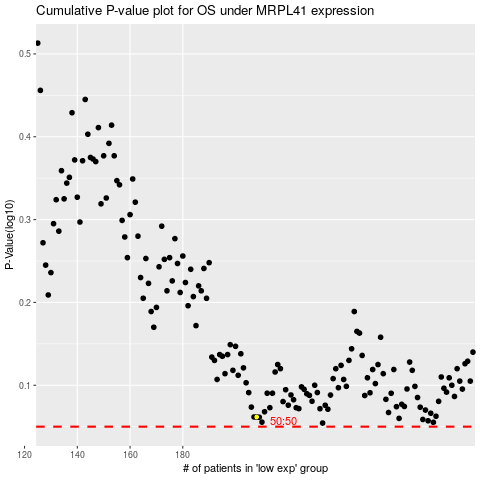 Cumulative P-value plot for OS under MRPL41 expression
P-Value(log10)
0.5
0.4
0.3
0.2
0.1
50:50
120 140 160 180
# of patients in 'low exp' group